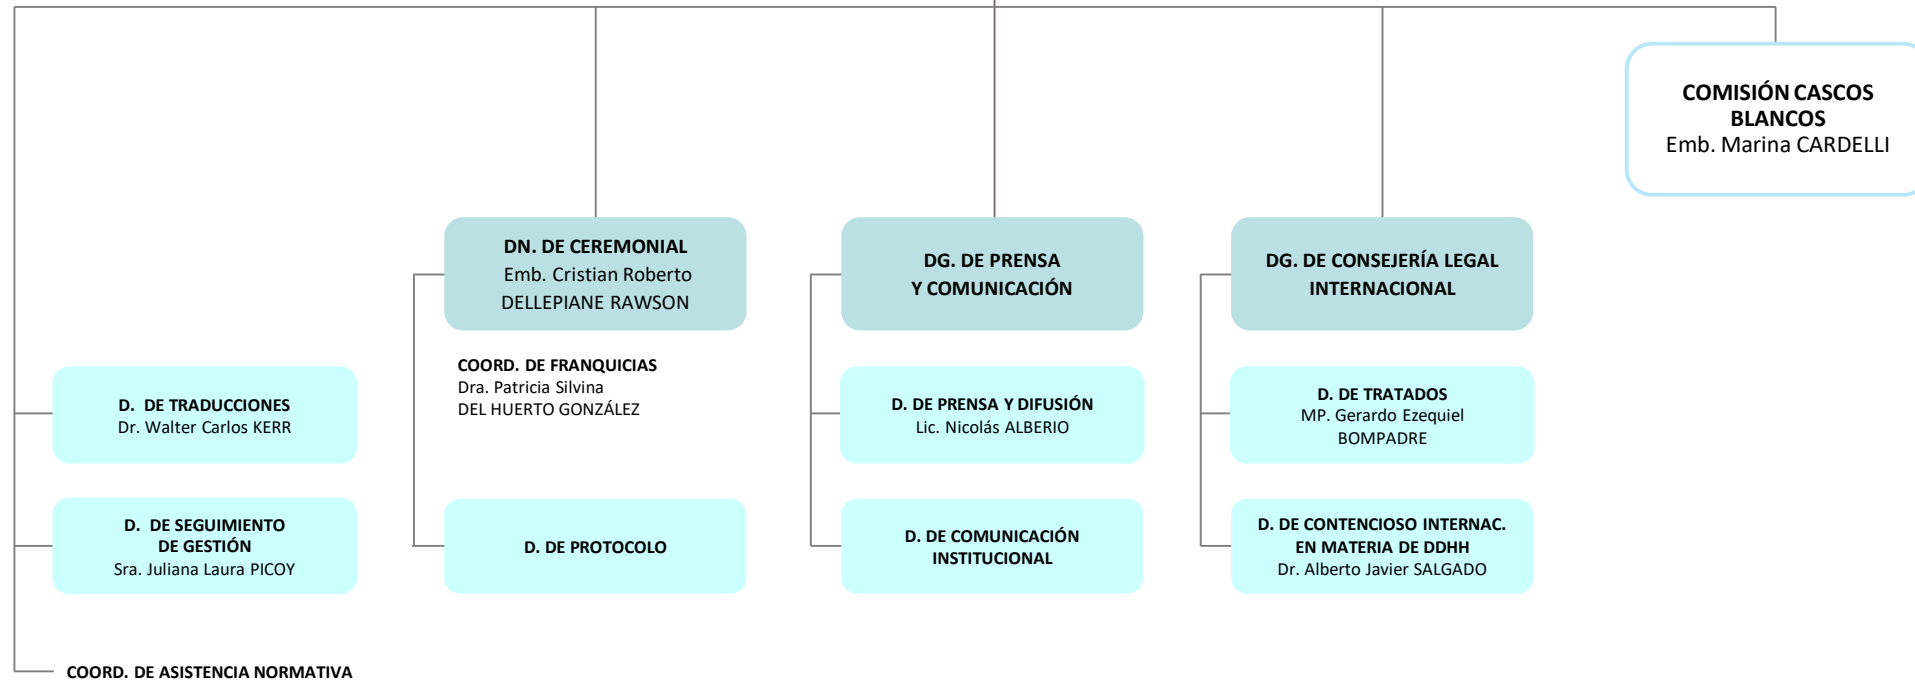 COMISIÓN CASCOS
BLANCOS
Emb. Marina CARDELLI
DN. DE CEREMONIAL
Emb. Cristian Roberto
DELLEPIANE RAWSON
DG. DE PRENSA
Y COMUNICACIÓN
DG. DE CONSEJERÍA LEGAL
INTERNACIONAL
COORD. DE FRANQUICIAS
Dra. Patricia Silvina
DEL HUERTO GONZÁLEZ
D. DE TRADUCCIONES
Dr. Walter Carlos KERR
D. DE PRENSA Y DIFUSIÓN
Lic. Nicolás ALBERIO
D. DE TRATADOS
MP. Gerardo Ezequiel
BOMPADRE
D. DE SEGUIMIENTO
DE GESTIÓN
Sra. Juliana Laura PICOY
D. DE PROTOCOLO
D. DE COMUNICACIÓN
INSTITUCIONAL
D. DE CONTENCIOSO INTERNAC.
EN MATERIA DE DDHH
Dr. Alberto Javier SALGADO
COORD. DE ASISTENCIA NORMATIVA